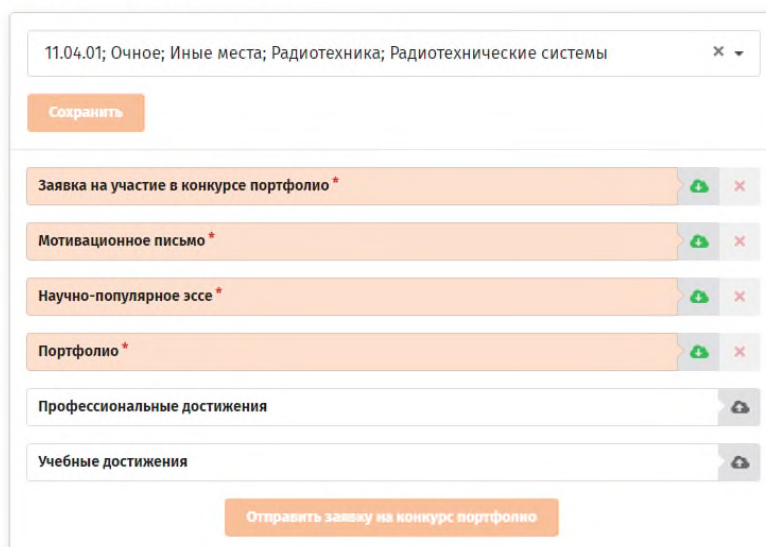 11.04.01; Очное; Иные места; Радиотехника; Радиотехнические системы
Сохранить
Заявка на участие в конкурсе портфолио *
Мотивационное письмо *
Научно-популярное эссе *
Портфолио *
Профессиональные достижения
Учебные достижения
Отправить заявку на конкурс портфолио